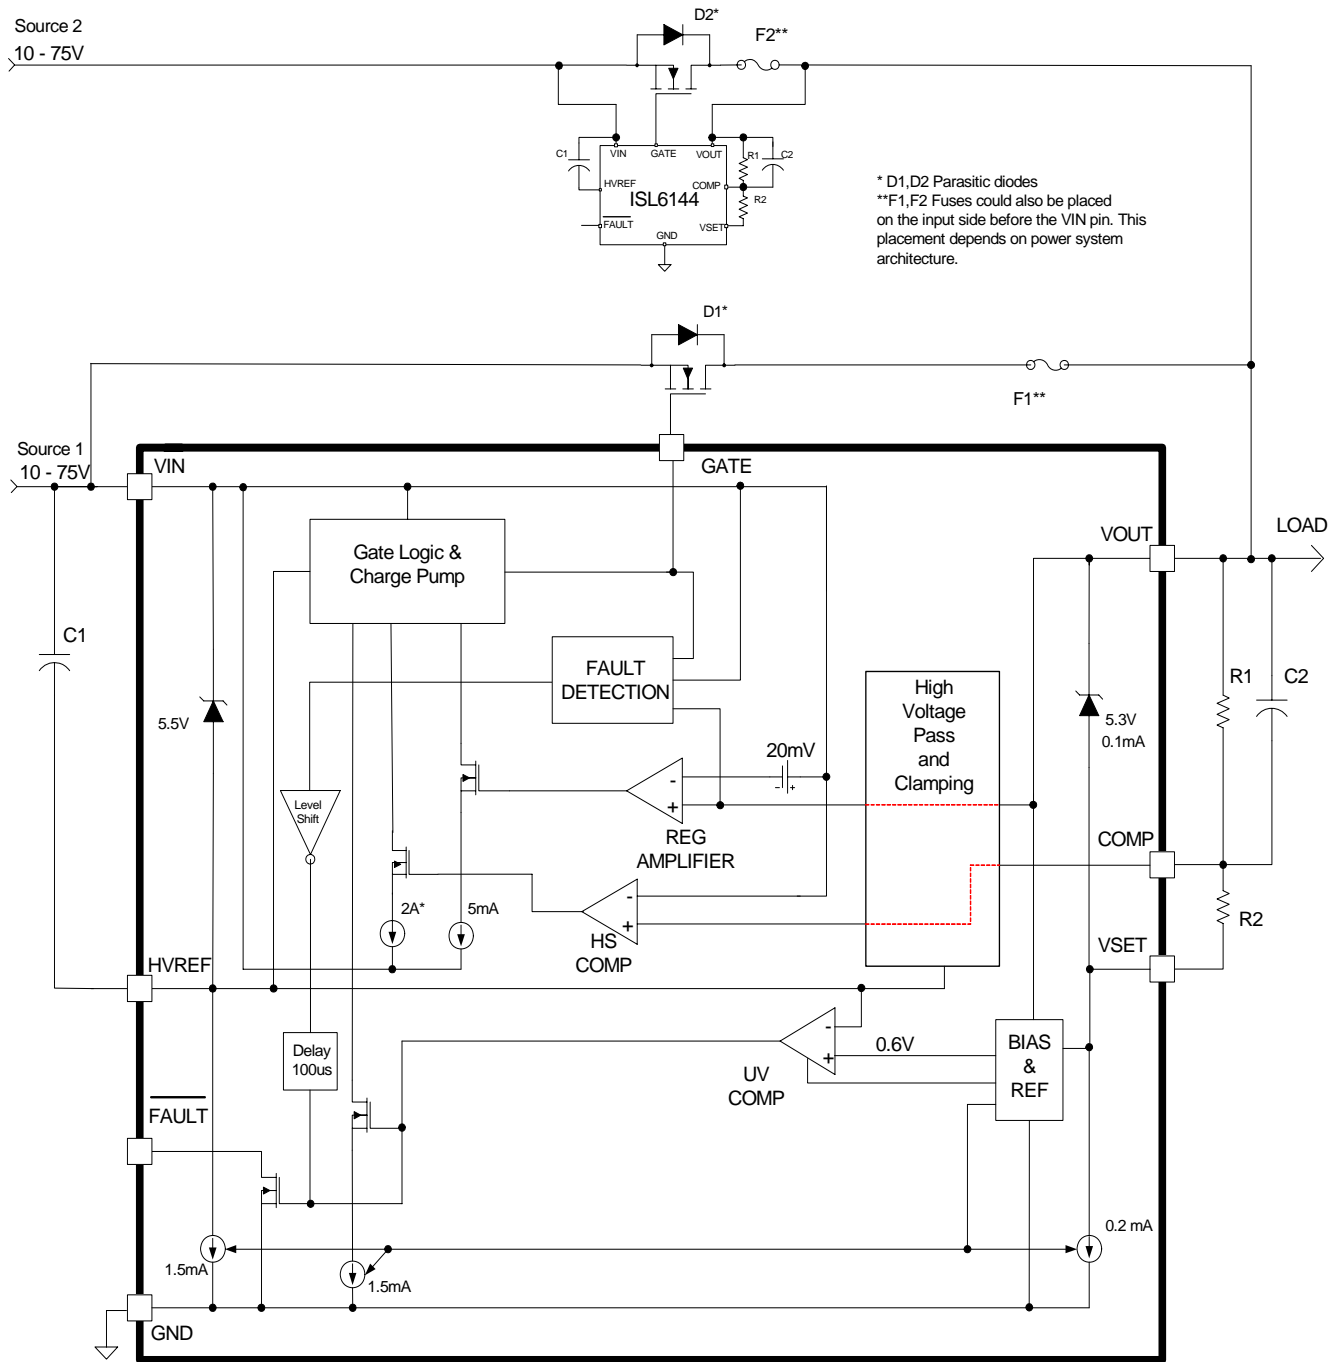 Source 2
10 - 75V
D2*
F2**
C1
VIN
GATE
VOUT
R1
C2
HVREF
ISL6144
COMP
R2
FAULT
VSET
GND
* D1,D2 Parasitic diodes
**F1,F2 Fuses could also be placed
on the input side before the VIN pin. This
placement depends on power system
architecture.
D1*
F1**
Source 1
10 - 75V
VIN
GATE
VOUT
LOAD
Gate Logic &
Charge Pump
C1
FAULT
DETECTION
High
Voltage
Pass
and
Clamping
R1
C2
5.5V
5.3V
0.1mA
20mV
- +
Level
Shift
-
+
REG
AMPLIFIER
COMP
2A*
5mA
-
+
HS
COMP
R2
HVREF
VSET
Delay
100us
-
+
0.6V
UV
COMP
BIAS
&
REF
FAULT
0.2 mA
1.5mA
1.5mA
GND